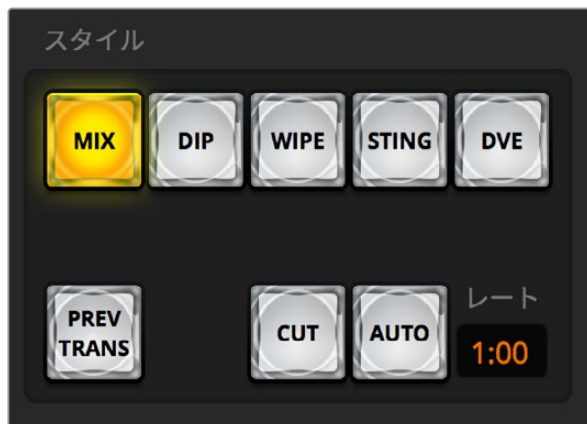 スタイル
MIX DIP WIPE STING DVE
レート
PREV
TRANS
CUT AUTO
1:00